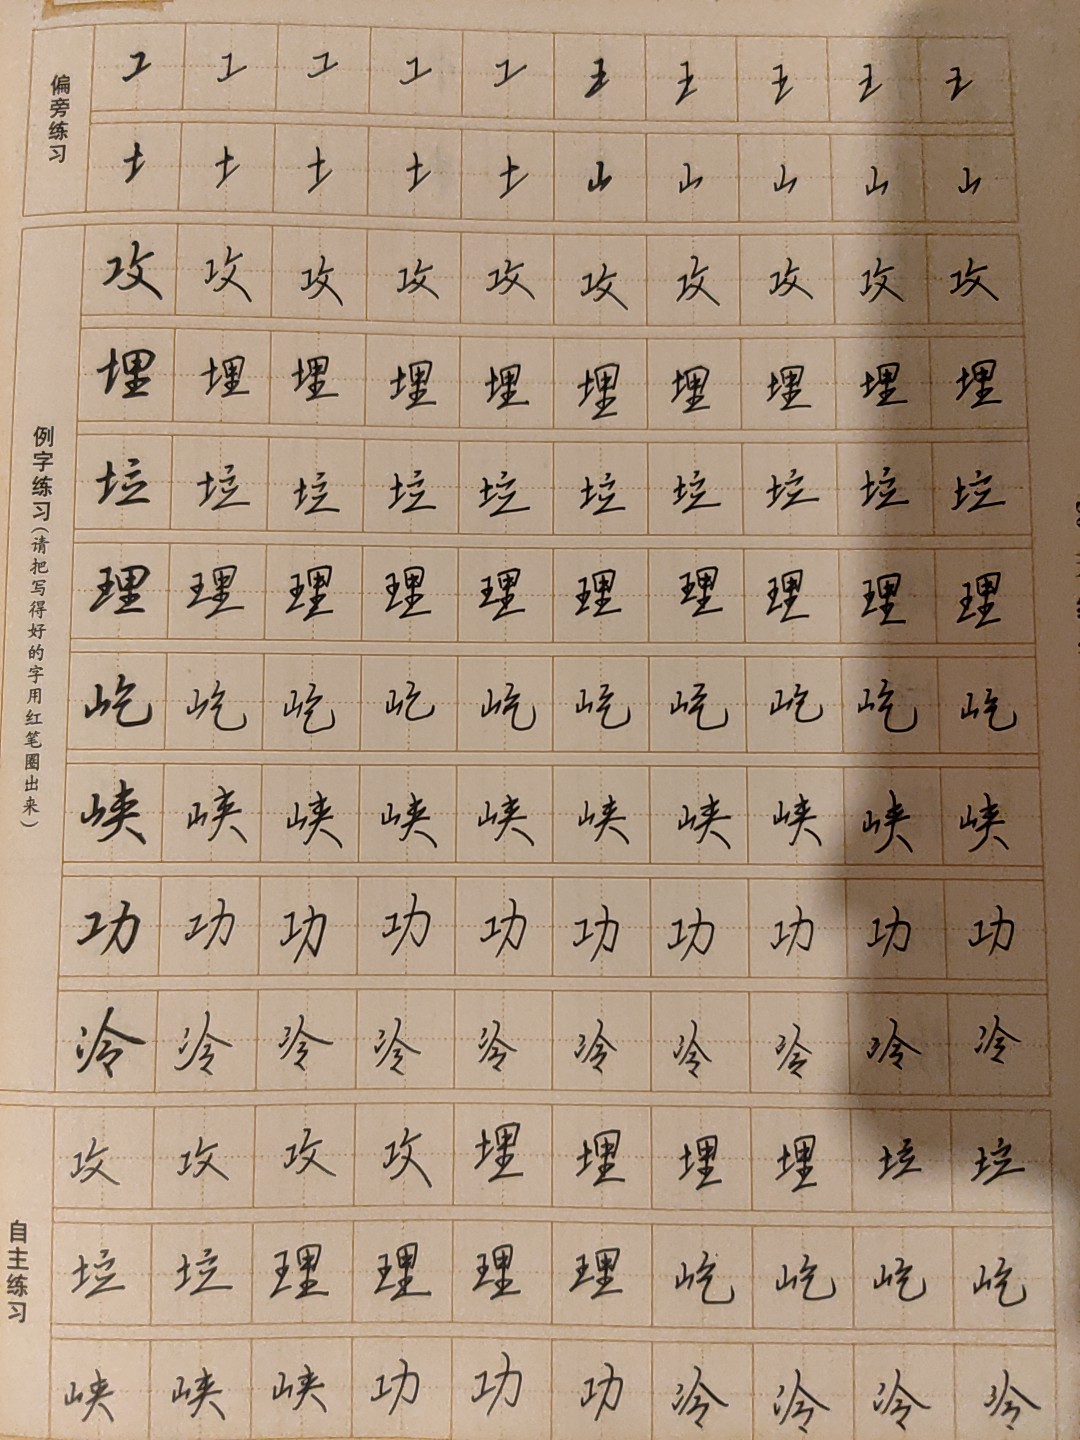 偏旁练习
工 工 工 工 工 王 王 王 王 王
土 土 土 土 土 山 山 山 山 山
例字练习（请把写得好的字用红笔圈出来）
攻 攻 攻 攻 攻 攻 攻 攻 攻 攻
埋 埋 埋 埋 埋 埋 埋 埋 埋 埋
垃 垃 垃 垃 垃 垃 垃 垃 垃 垃
理 理 理 理 理 理 理 理 理 理
屹 屹 屹 屹 屹 屹 屹 屹 屹 屹
峡 峡 峡 峡 峡 峡 峡 峡 峡 峡
功 功 功 功 功 功 功 功 功 功
冷 冷 冷 冷 冷 冷 冷 冷 冷 冷
自主练习
攻 攻 攻 攻 埋 埋 埋 埋 垃 垃
垃 垃 理 理 理 理 屹 屹 屹 屹
峡 峡 峡 功 功 功 冷 冷 冷 冷